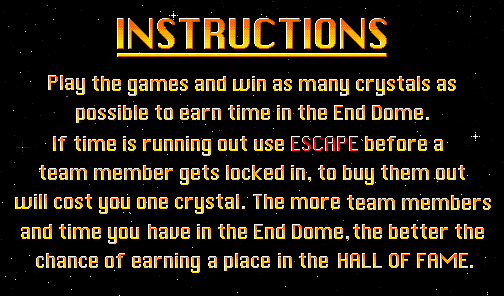 INSTRUCTIONS
Play the games and win as many crystals as
possible to earn time in the End Dome.
If time is running out use ESCAPE before a
team member gets locked in, to buy them out
will cost you one crystal. The more team members
and time you have in the End Dome, the better the
chance of earning a place in the HALL OF FAME.